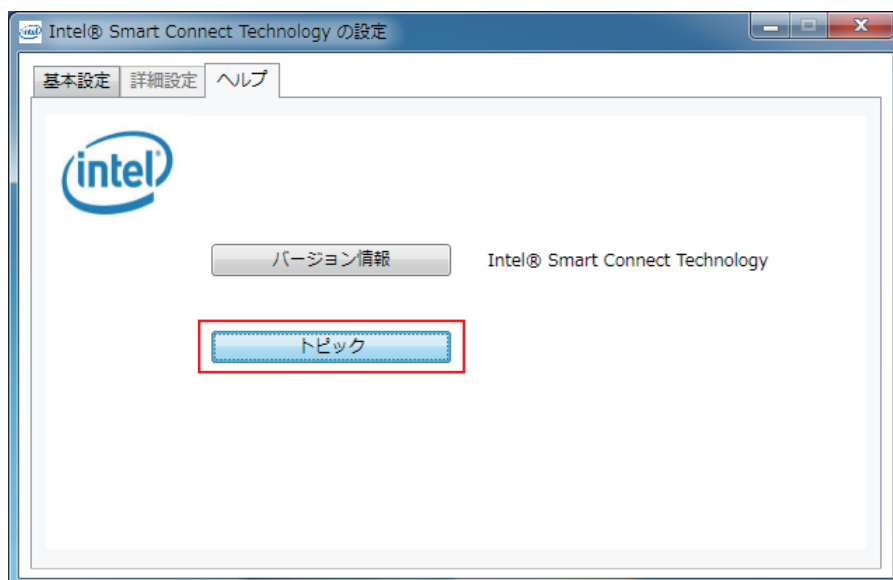 Intel® Smart Connect Technology の設定
基本設定 詳細設定 ヘルプ
intel
バージョン情報 Intel® Smart Connect Technology
トピック